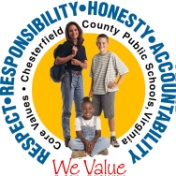 RESPECT•RESPONSIBILITY•HONESTY•ACCOUNTABILITY
Core Values • Chesterfield County Public Schools, Virginia
We Value